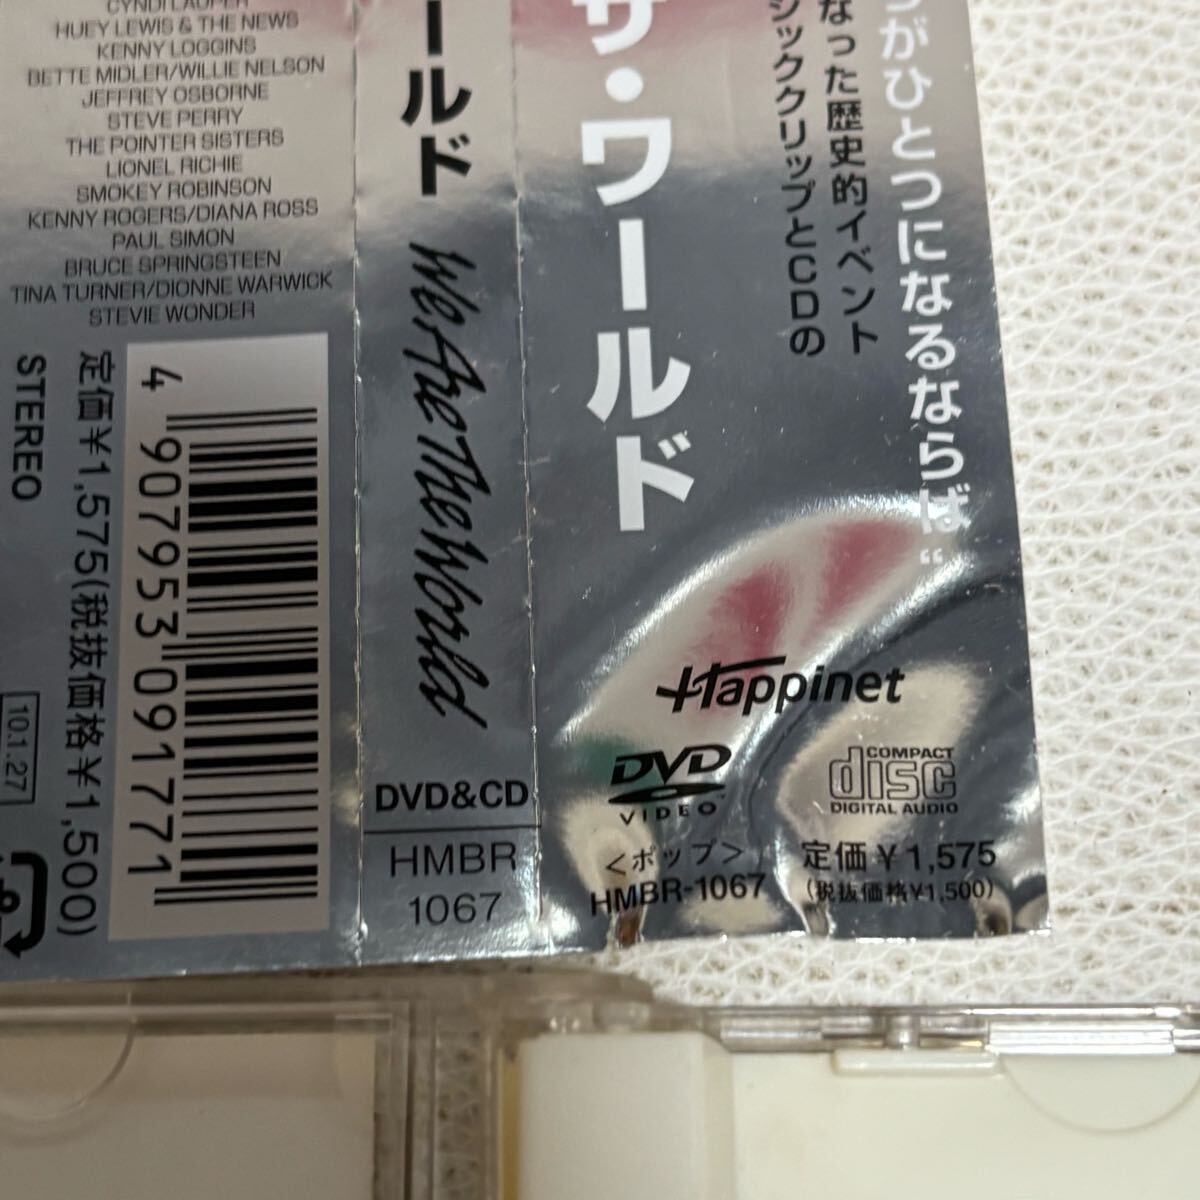 CYNDI LAUPER
HUEY LEWIS & THE NEWS
KENNY LOGGINS
BETTE MIDLER/WILLIE NELSON
JEFFREY OSBORNE
STEVE PERRY
THE POINTER SISTERS
LIONEL RICHIE
SMOKEY ROBINSON
KENNY ROGERS/DIANA ROSS
PAUL SIMON
BRUCE SPRINGSTEEN
TINA TURNER/DIONNE WARWICK
STEVIE WONDER
4 907953 091771
定価¥1,575(税抜価格¥1,500)
STEREO
10.1.27
ールド We Are The World
DVD&CD
HMBR
1067
ザ・ワールド
がひとつになるならば“
なった歴史的イベント
シッククリップとCDの
Happinet
DVD
VIDEO
COMPACT
disc
DIGITAL AUDIO
<ポップ>
HMBR-1067
定価¥1,575
(税抜価格¥1,500)